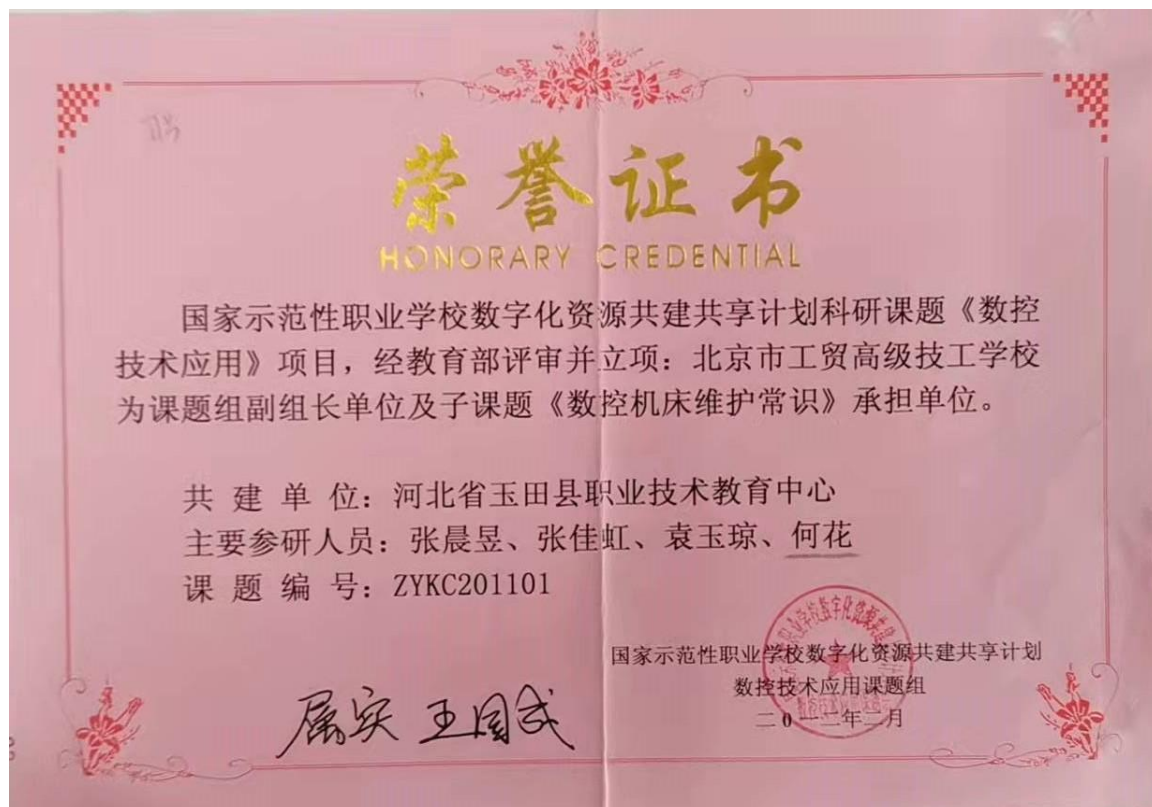 荣誉证书
HONORARY CREDENTIAL
国家示范性职业学校数字化资源共建共享计划科研课题《数控
技术应用》项目，经教育部评审并立项：北京市工贸高级技工学校
为课题组副组长单位及子课题《数控机床维护常识》承担单位。
共建单位：河北省玉田县职业技术教育中心
主要参研人员：张晨昱、张佳虹、袁玉琼、何花
课题编号：ZYKC201101
国家示范性职业学校数字化资源共建共享计划
数控技术应用课题组
二0一二年二月
属实 王国武